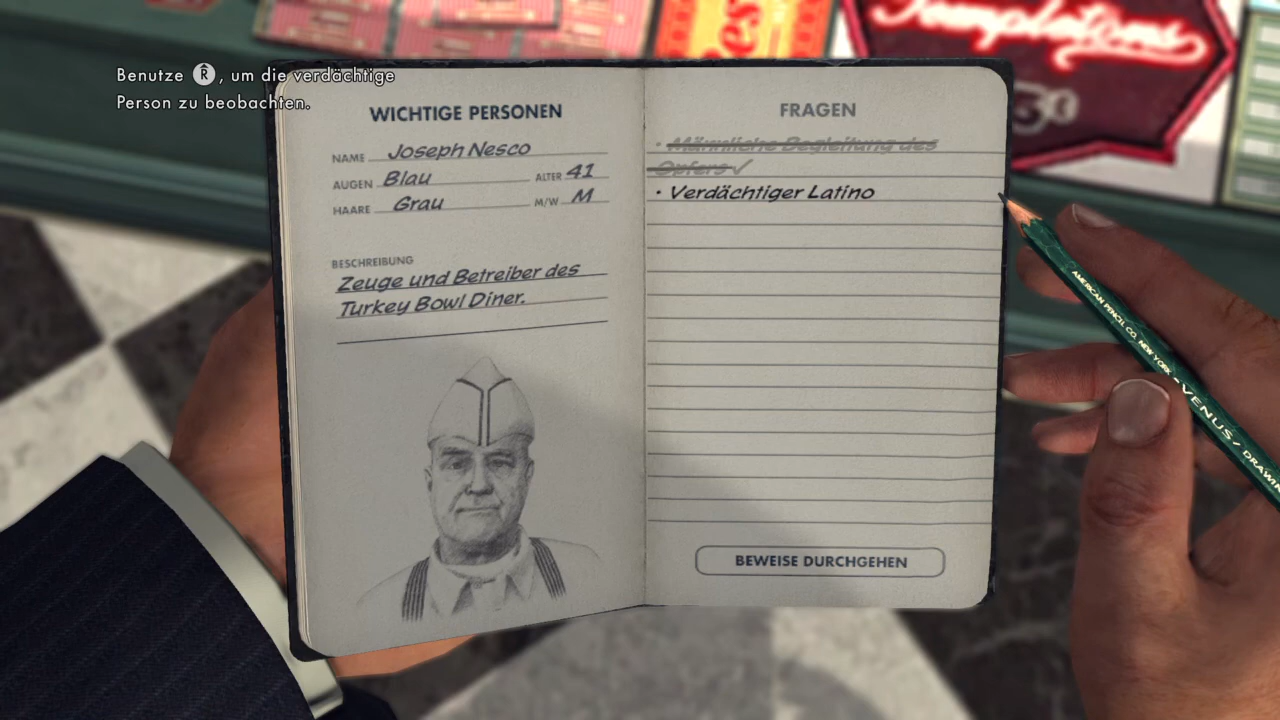 Benutze R, um die verdächtige
Person zu beobachten.
WICHTIGE PERSONEN
NAME Joseph Nesco
AUGEN Blau ALTER 41
HAARE Grau M/W M
BESCHREIBUNG
Zeuge und Betreiber des
Turkey Bowl Diner.
FRAGEN
· Männliche Begleitung des
Opfers ✓
· Verdächtiger Latino
BEWEISE DURCHGEHEN
Templetons
AMERICAN PENCIL CO. NEW YORK VENUS DRAWIN